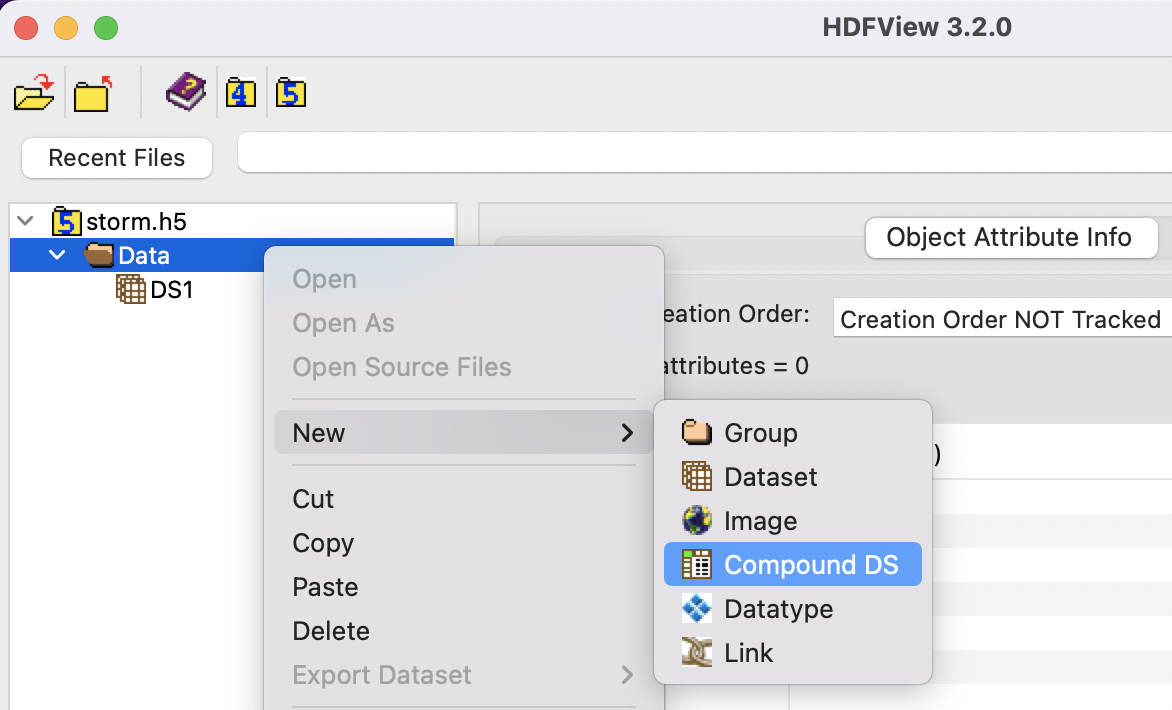 HDFView 3.2.0
4
5
Recent Files
5 storm.h5
Data
DS1
Object Attribute Info
eation Order:
Creation Order NOT Tracked
attributes = 0
)
Open
Open As
Open Source Files
New
Cut
Copy
Paste
Delete
Export Dataset
Group
Dataset
Image
Compound DS
Datatype
Link